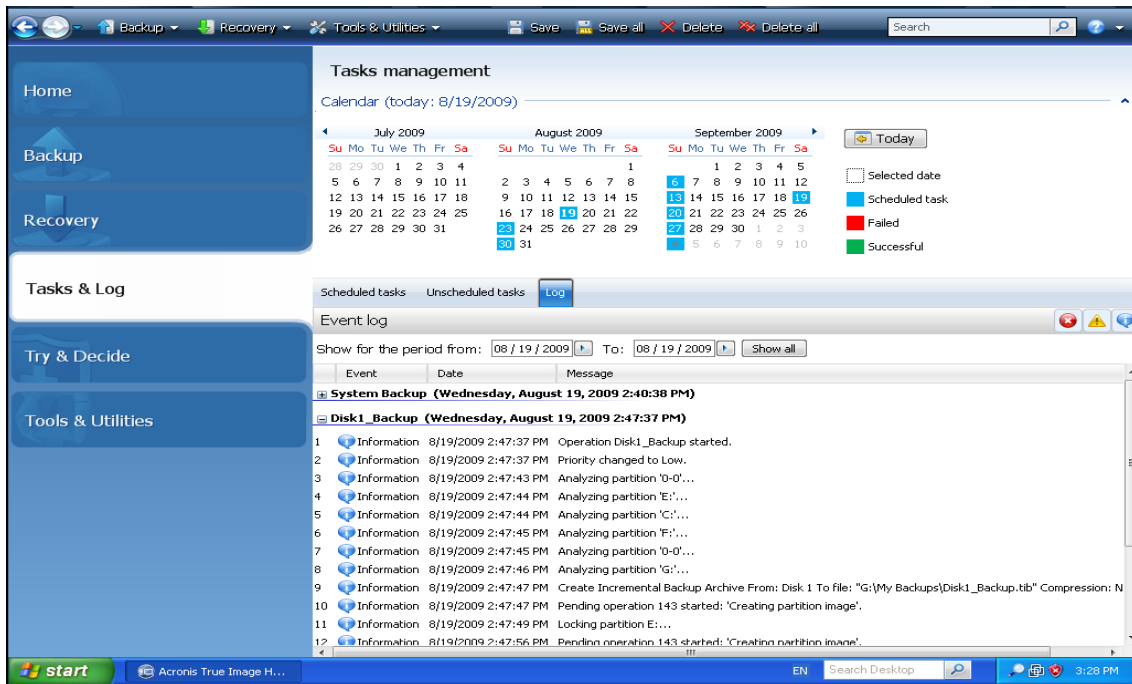 Backup Recovery Tools & Utilities Save Save all Delete Delete all Search
Home
Backup
Recovery
Tasks & Log
Try & Decide
Tools & Utilities
Tasks management
Calendar (today: 8/19/2009)
July 2009
Su Mo Tu We Th Fr Sa
28 29 30 1 2 3 4
5 6 7 8 9 10 11
12 13 14 15 16 17 18
19 20 21 22 23 24 25
26 27 28 29 30 31
August 2009
Su Mo Tu We Th Fr Sa
1
2 3 4 5 6 7 8
9 10 11 12 13 14 15
16 17 18 19 20 21 22
23 24 25 26 27 28 29
30 31
September 2009
Su Mo Tu We Th Fr Sa
1 2 3 4 5
6 7 8 9 10 11 12
13 14 15 16 17 18 19
20 21 22 23 24 25 26
27 28 29 30 1 2 3
4 5 6 7 8 9 10
Today
Selected date
Scheduled task
Failed
Successful
Scheduled tasks Unscheduled tasks Log
Event log
Show for the period from: 08 / 19 / 2009 To: 08 / 19 / 2009 Show all
Event Date Message
System Backup (Wednesday, August 19, 2009 2:40:38 PM)
Disk1_Backup (Wednesday, August 19, 2009 2:47:37 PM)
1 Information 8/19/2009 2:47:37 PM Operation Disk1_Backup started.
2 Information 8/19/2009 2:47:37 PM Priority changed to Low.
3 Information 8/19/2009 2:47:43 PM Analyzing partition '0-0'...
4 Information 8/19/2009 2:47:44 PM Analyzing partition 'E:'...
5 Information 8/19/2009 2:47:44 PM Analyzing partition 'C:'...
6 Information 8/19/2009 2:47:45 PM Analyzing partition 'F:'...
7 Information 8/19/2009 2:47:45 PM Analyzing partition '0-0'...
8 Information 8/19/2009 2:47:46 PM Analyzing partition 'G:'...
9 Information 8/19/2009 2:47:47 PM Create Incremental Backup Archive From: Disk 1 To file: "G:\My Backups\Disk1_Backup.tib" Compression: N
10 Information 8/19/2009 2:47:47 PM Pending operation 143 started: 'Creating partition image'.
11 Information 8/19/2009 2:47:49 PM Locking partition E:...
12 Information 8/19/2009 2:47:56 PM Pending operation 143 started: 'Creating partition image'.
start Acronis True Image H... EN Search Desktop 3:28 PM